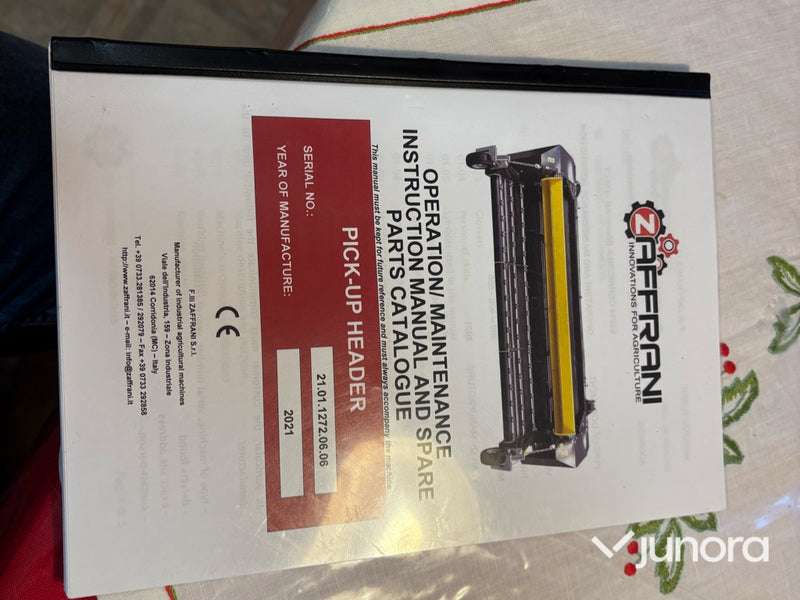 ZAFFRANI
INNOVATIONS FOR AGRICULTURE
OPERATION/ MAINTENANCE
INSTRUCTION MANUAL AND SPARE
PARTS CATALOGUE
This manual must be kept for future reference and must always accompany the machine
PICK-UP HEADER
SERIAL NO.: 21.01.1272.06.06
YEAR OF MANUFACTURE: 2021
CE
F.lli ZAFFRANI S.r.l.
Manufacturer of industrial agricultural machines
Viale dell'industria, 159 – Zona Industriale
62014 Corridonia (MC) – Italy
Tel. +39 0733.281385 / 292079 – Fax +39 0733 292858
http://www.zaffrani.it – e-mail: info@zaffrani.it
junora